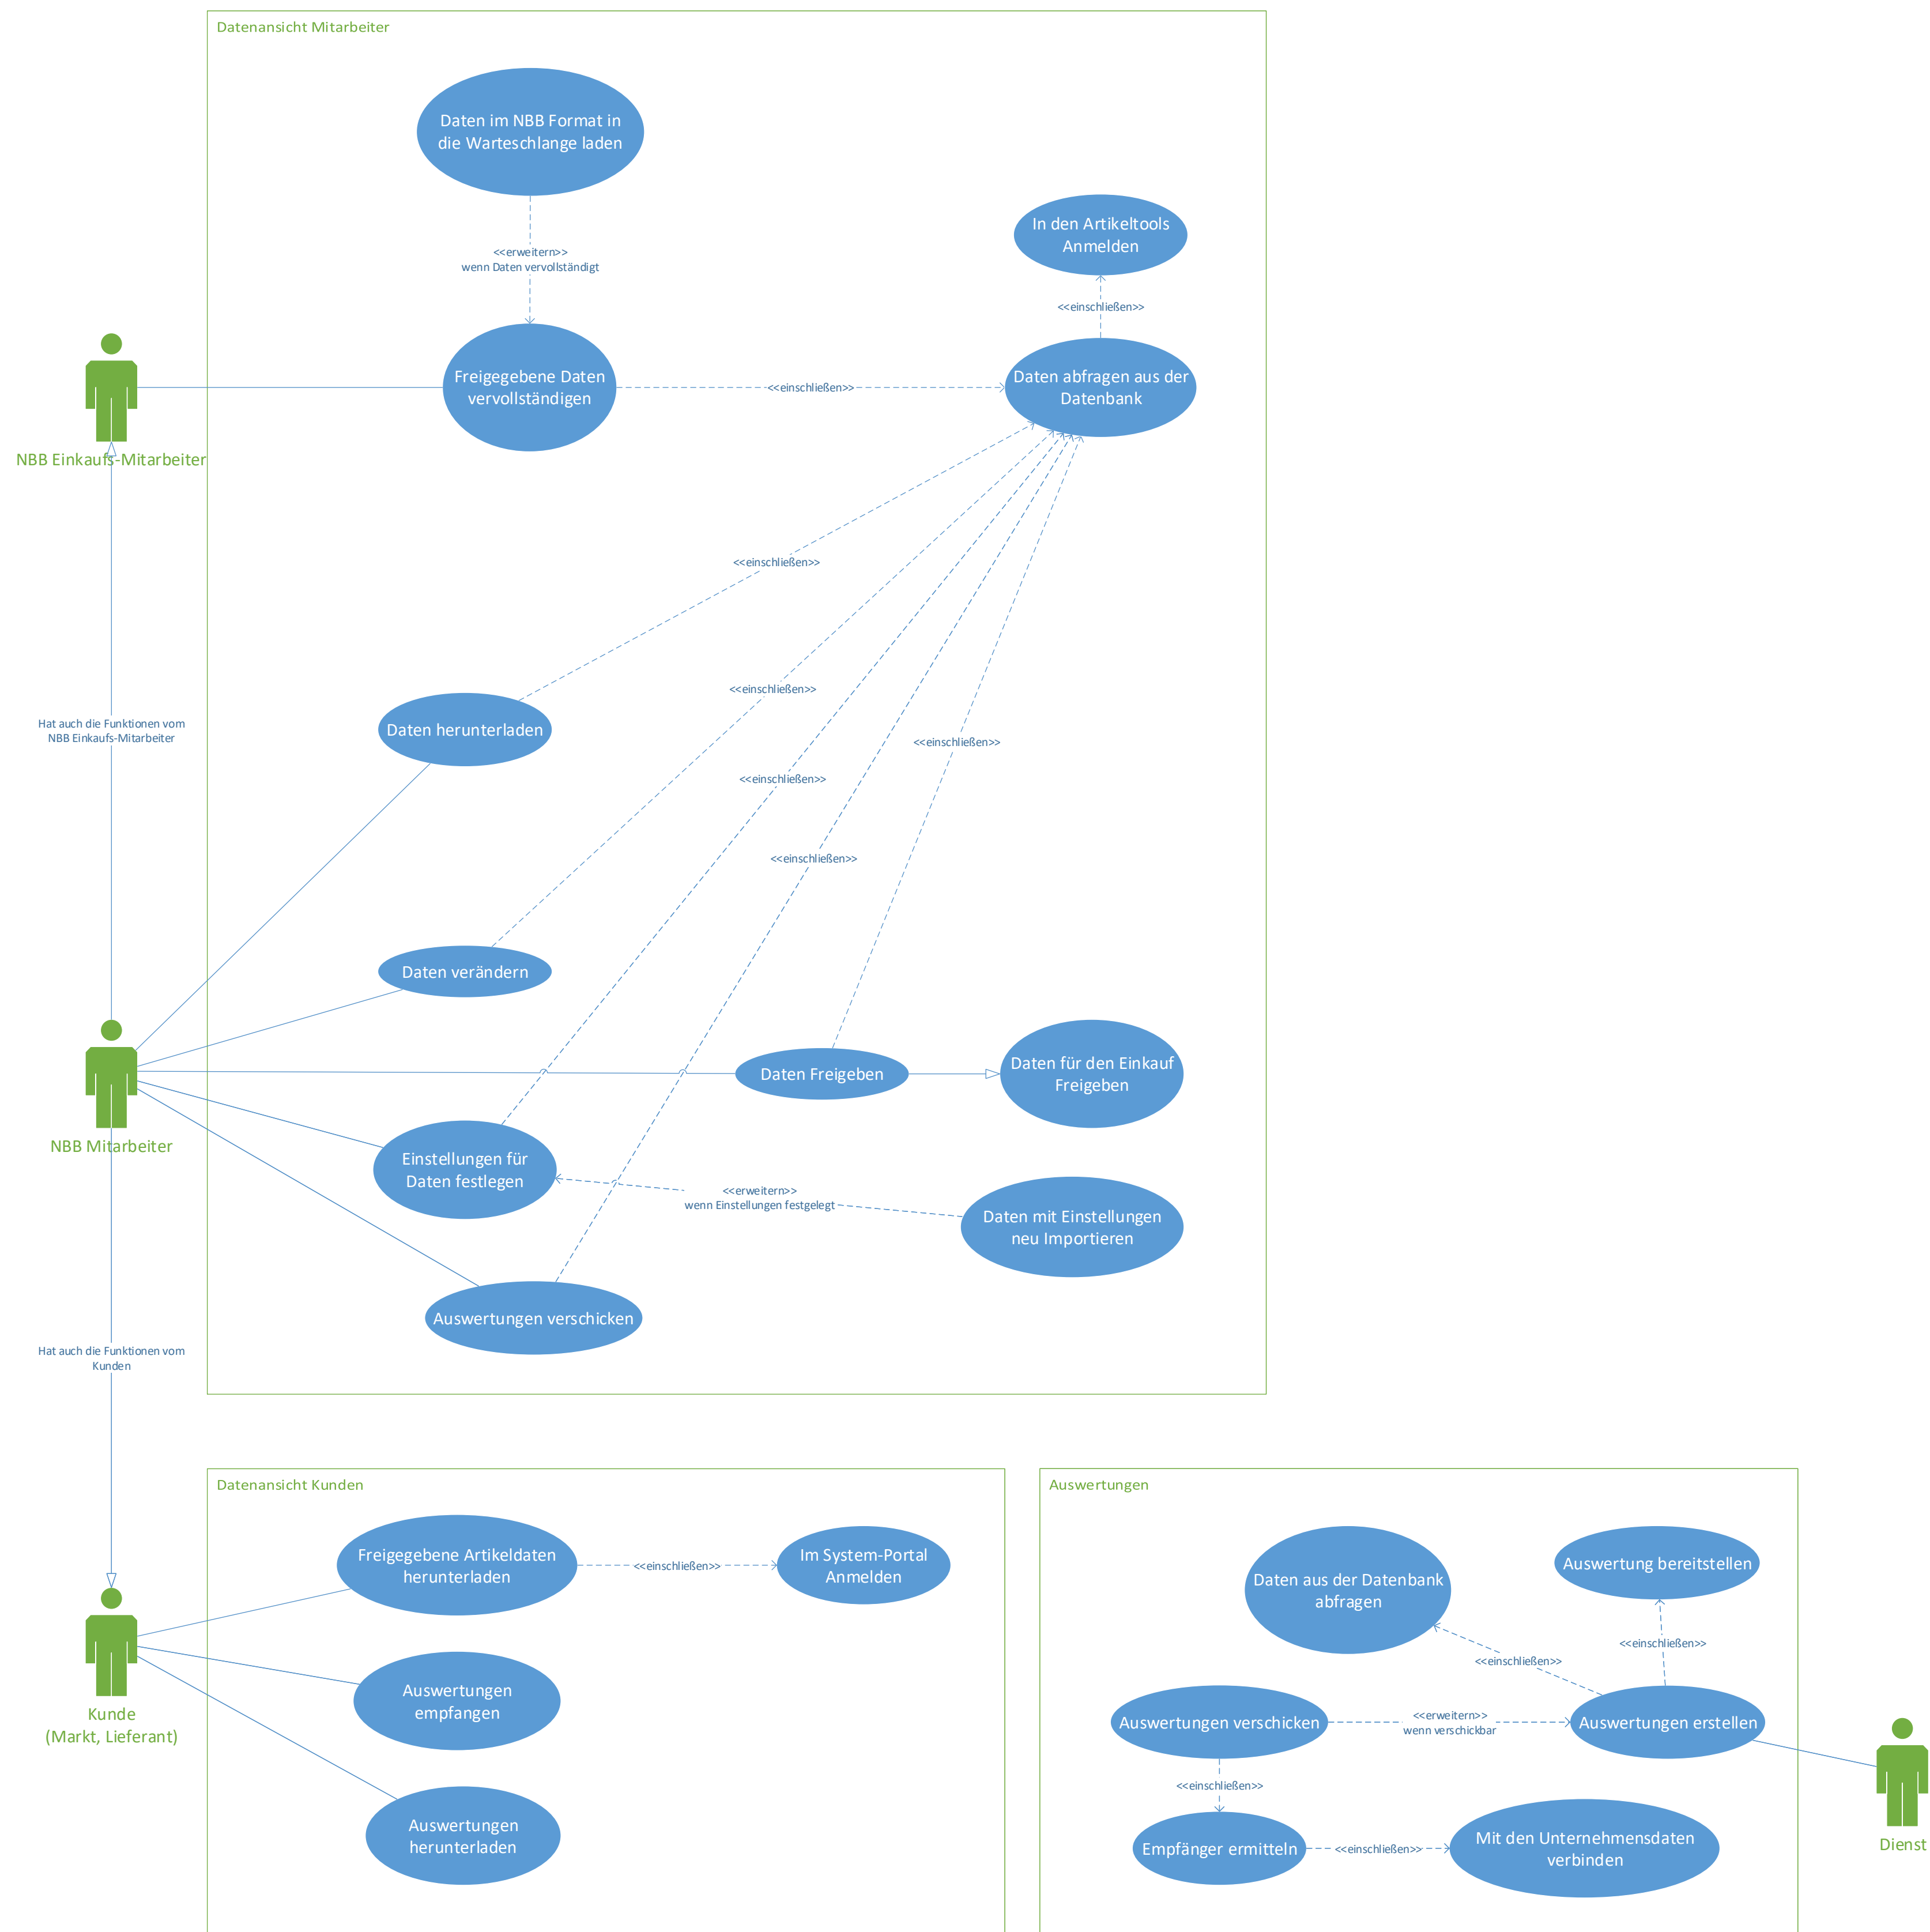 Datenansicht Mitarbeiter
Daten im NBB Format in
die Warteschlange laden
In den Artikeltools
Anmelden
<<erweitern>>
wenn Daten vervollständigt
<<einschließen>>
NBB Einkaufs-Mitarbeiter
Freigegebene Daten
vervollständigen
<<einschließen>>
Daten abfragen aus der
Datenbank
<<einschließen>>
Hat auch die Funktionen vom
NBB Einkaufs-Mitarbeiter
Daten herunterladen
<<einschließen>>
<<einschließen>>
<<einschließen>>
<<einschließen>>
Daten verändern
NBB Mitarbeiter
Daten Freigeben
Daten für den Einkauf
Freigeben
Einstellungen für
Daten festlegen
<<erweitern>>
wenn Einstellungen festgelegt
Daten mit Einstellungen
neu Importieren
Auswertungen verschicken
Hat auch die Funktionen vom
Kunden
Datenansicht Kunden
Freigegebene Artikeldaten
herunterladen
<<einschließen>>
Im System-Portal
Anmelden
Kunde
(Markt, Lieferant)
Auswertungen
empfangen
Auswertungen
herunterladen
Auswertungen
Daten aus der Datenbank
abfragen
Auswertung bereitstellen
<<einschließen>>
<<einschließen>>
Auswertungen verschicken
<<erweitern>>
wenn verschickbar
Auswertungen erstellen
<<einschließen>>
Empfänger ermitteln
<<einschließen>>
Mit den Unternehmensdaten
verbinden
Dienst